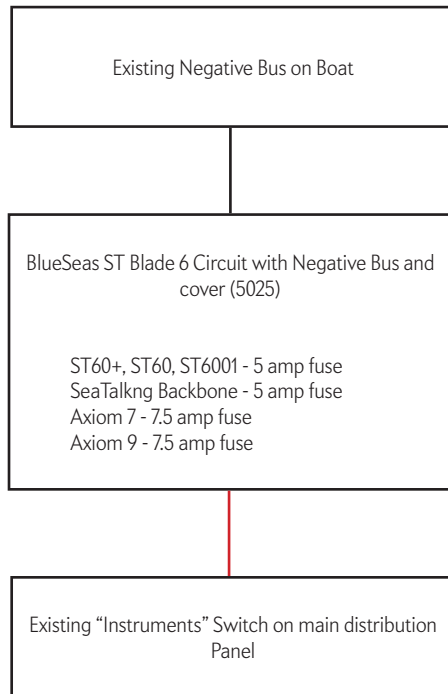 Existing Negative Bus on Boat
BlueSeas ST Blade 6 Circuit with Negative Bus and
cover (5025)
ST60+, ST60, ST6001 - 5 amp fuse
SeaTalkng Backbone - 5 amp fuse
Axiom 7 - 7.5 amp fuse
Axiom 9 - 7.5 amp fuse
Existing “Instruments” Switch on main distribution
Panel